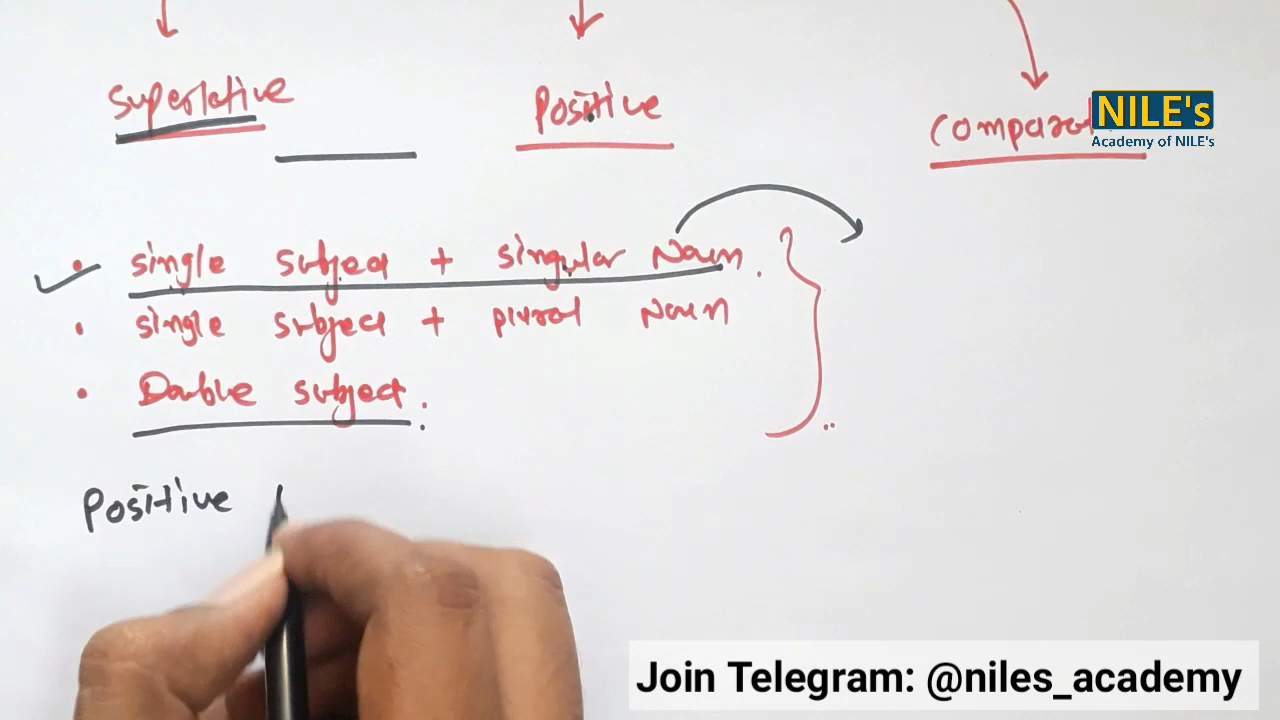 Superlative Positive Comparat
NILE's
Academy of NILE's
• single subject + singular Noun.
• single subject + plural Noun
• Double subject.
Positive
Join Telegram: @niles_academy